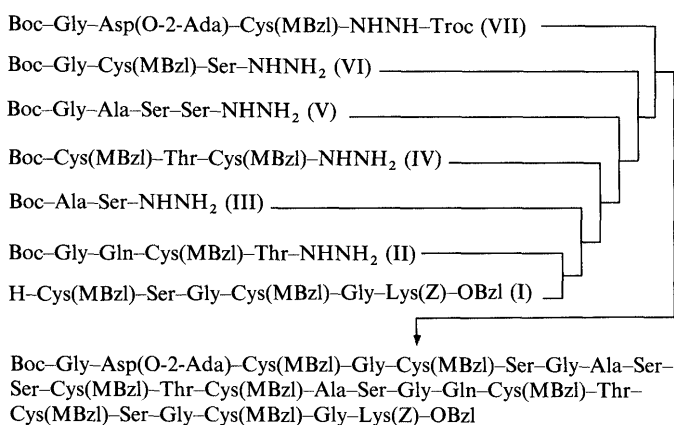 Boc–Gly–Asp(O-2-Ada)–Cys(MBzl)–NHNH–Troc (VII)
Boc–Gly–Cys(MBzl)–Ser–NHNH₂ (VI)
Boc–Gly–Ala–Ser–Ser–NHNH₂ (V)
Boc–Cys(MBzl)–Thr–Cys(MBzl)–NHNH₂ (IV)
Boc–Ala–Ser–NHNH₂ (III)
Boc–Gly–Gln–Cys(MBzl)–Thr–NHNH₂ (II)
H–Cys(MBzl)–Ser–Gly–Cys(MBzl)–Gly–Lys(Z)–OBzl (I)
Boc–Gly–Asp(O-2-Ada)–Cys(MBzl)–Gly–Cys(MBzl)–Ser–Gly–Ala–Ser–
Ser–Cys(MBzl)–Thr–Cys(MBzl)–Ala–Ser–Gly–Gln–Cys(MBzl)–Thr–
Cys(MBzl)–Ser–Gly–Cys(MBzl)–Gly–Lys(Z)–OBzl